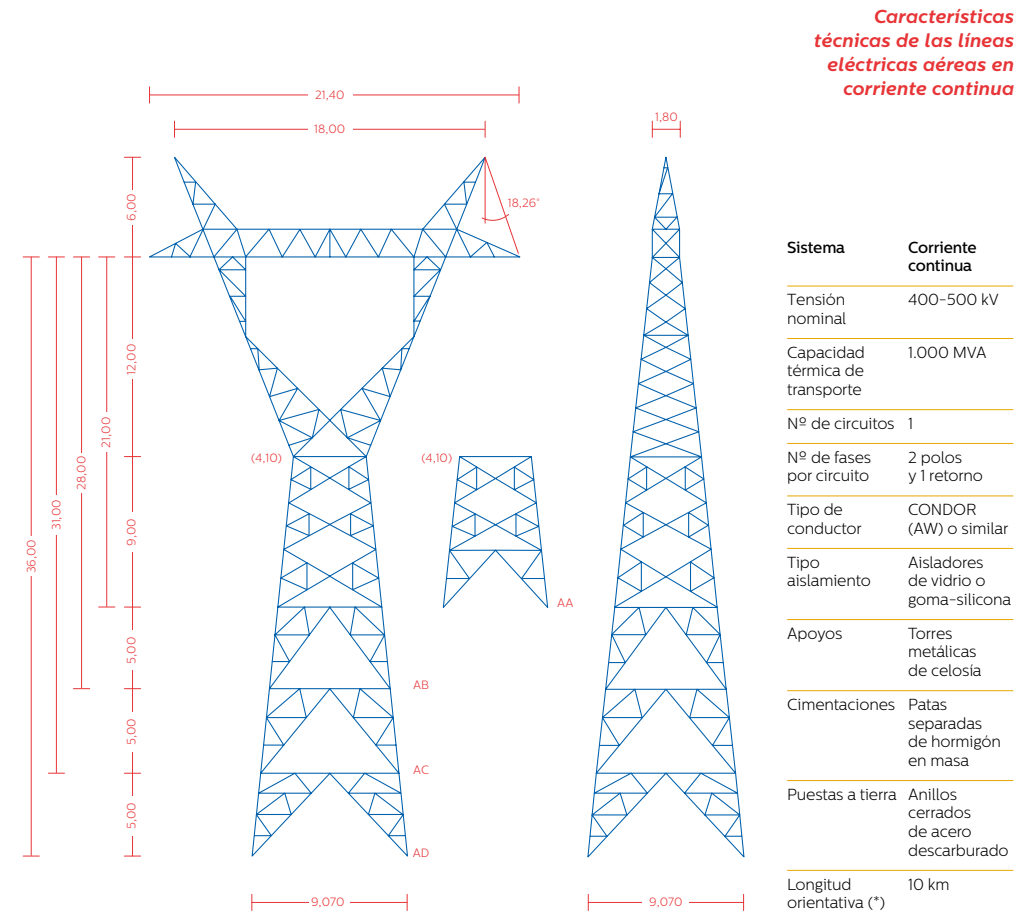 Características
técnicas de las líneas
eléctricas aéreas en
corriente continua
21,40
18,00
1,80
18,26°
6,00
12,00
9,00
5,00
5,00
5,00
21,00
28,00
31,00
36,00
(4,10)
(4,10)
AA
AB
AC
AD
9,070
9,070
Sistema
Corriente
continua
Tensión
nominal
400-500 kV
Capacidad
térmica de
transporte
1.000 MVA
Nº de circuitos
1
Nº de fases
por circuito
2 polos
y 1 retorno
Tipo de
conductor
CONDOR
(AW) o similar
Tipo
aislamiento
Aisladores
de vidrio o
goma-silicona
Apoyos
Torres
metálicas
de celosía
Cimentaciones
Patas
separadas
de hormigón
en masa
Puestas a tierra
Anillos
cerrados
de acero
descarburado
Longitud
orientativa (*)
10 km